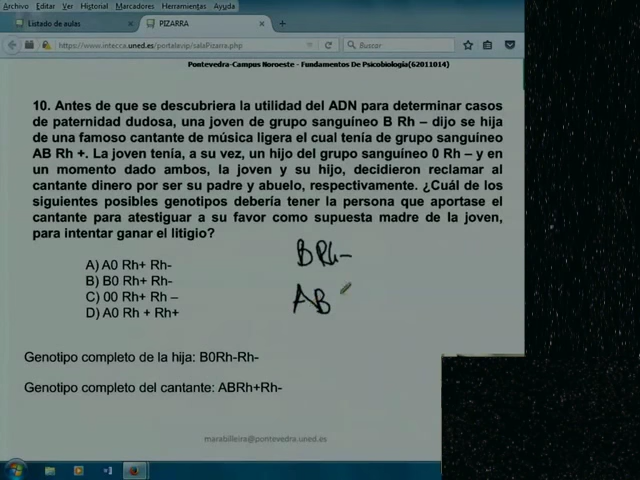 Archivo Editar Ver Historial Marcadores Herramientas Ayuda
Listado de aulas
PIZARRA
https://www.intecca.uned.es/portalevip/salaPizarra.php
Buscar
Pontevedra-Campus Noroeste - Fundamentos De Psicobiología(62011014)
10. Antes de que se descubriera la utilidad del ADN para determinar casos
de paternidad dudosa, una joven de grupo sanguíneo B Rh – dijo se hija
de una famoso cantante de música ligera el cual tenía de grupo sanguíneo
AB Rh +. La joven tenía, a su vez, un hijo del grupo sanguíneo 0 Rh – y en
un momento dado ambos, la joven y su hijo, decidieron reclamar al
cantante dinero por ser su padre y abuelo, respectivamente. ¿Cuál de los
siguientes posibles genotipos debería tener la persona que aportase el
cantante para atestiguar a su favor como supuesta madre de la joven,
para intentar ganar el litigio?
A) A0 Rh+ Rh-
B) B0 Rh+ Rh-
C) 00 Rh+ Rh –
D) A0 Rh + Rh+
B Rh-
AB
Genotipo completo de la hija: B0Rh-Rh-
Genotipo completo del cantante: ABRh+Rh-
marabilleira@pontevedra.uned.es